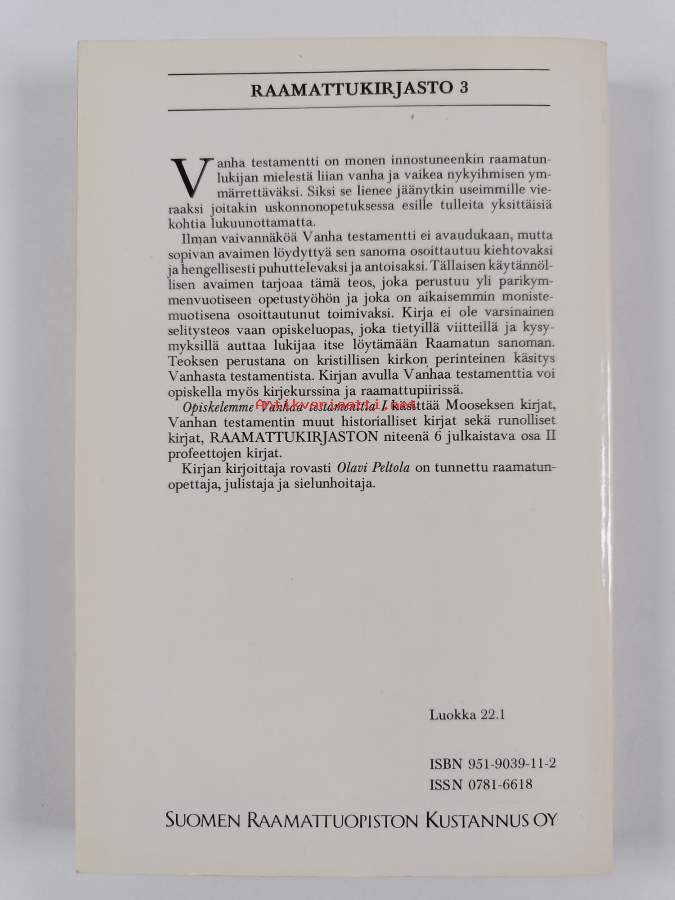 RAAMATTUKIRJASTO 3
Vanha testamentti on monen innostuneenkin raamatun-
lukijan mielestä liian vanha ja vaikea nykyihmisen ym-
märrettäväksi. Siksi se lienee jäänytkin useimmille vie-
raaksi joitakin uskonnonopetuksessa esille tulleita yksittäisiä
kohtia lukuunottamatta.
Ilman vaivannäköä Vanha testamentti ei avaudukaan, mutta
sopivan avaimen löydyttyä sen sanoma osoittautuu kiehtovaksi
ja hengellisesti puhuttelevaksi ja antoisaksi. Tällaisen käytännöl-
lisen avaimen tarjoaa tämä teos, joka perustuu yli parikym-
menvuotiseen opetustyöhön ja joka on aikaisemmin moniste-
muotoisena osoittautunut toimivaksi. Kirja ei ole varsinainen
selitysteos vaan opiskeluopas, joka tietyillä viitteillä ja kysy-
myksillä auttaa lukijaa itse löytämään Raamatun sanoman.
Teoksen perustana on kristillisen kirkon perinteinen käsitys
Vanhasta testamentista. Kirjan avulla Vanhaa testamenttia voi
opiskella myös kirjekurssina ja raamattupiirissä.
Antikvariaatti.com
Opiskelemme Vanhaa testamenttia I käsittää Mooseksen kirjat,
Vanhan testamentin muut historialliset kirjat sekä runolliset
kirjat, RAAMATTUKIRJASTON niteenä 6 julkaistava osa II
profeettojen kirjat.
Kirjan kirjoittaja rovasti Olavi Peltola on tunnettu raamatun-
opettaja, julistaja ja sielunhoitaja.
Luokka 22.1
ISBN 951-9039-11-2
ISSN 0781-6618
SUOMEN RAAMATTUOPISTON KUSTANNUS OY